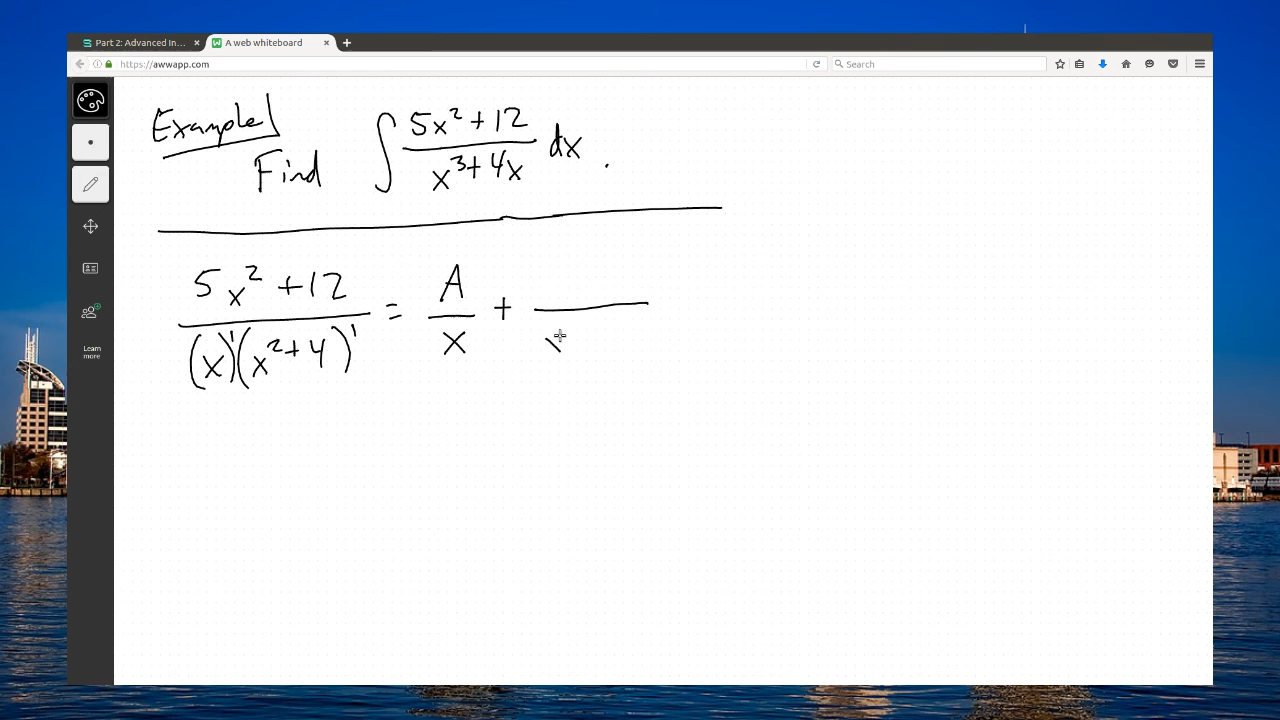 Part 2: Advanced In... × A web whiteboard × +
https://awwapp.com Search
Example
Find ∫ (5x² + 12)/(x³ + 4x) dx .
(5x² + 12)/((x)¹(x² + 4)¹) = A/x + ___/
Learn
more